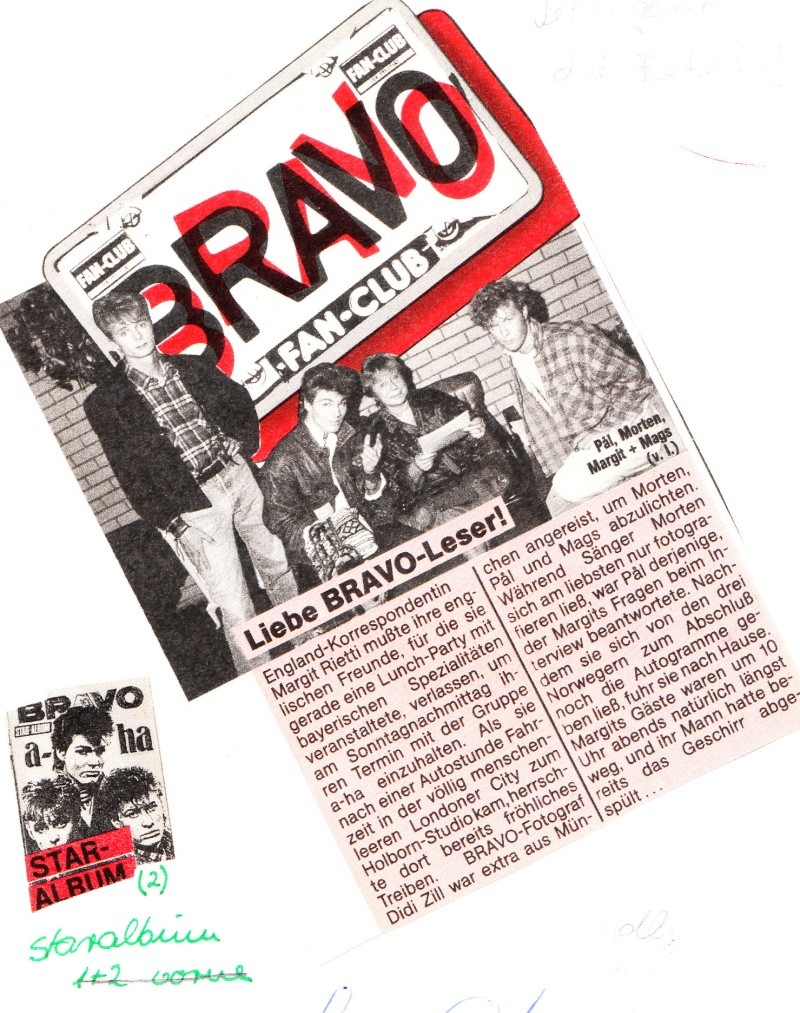 FAN-CLUB
BRAVO
FAN-CLUB
FAN-CLUB
Pål, Morten,
Margit + Mags
(v. l.)
Liebe BRAVO-Leser!
England-Korrespondentin
Margit Rietti mußte ihre eng-
lischen Freunde, für die sie
gerade eine Lunch-Party mit
bayerischen Spezialitäten
veranstaltete, verlassen, um
am Sonntagnachmittag ih-
ren Termin mit der Gruppe
a-ha einzuhalten. Als sie
nach einer Autostunde Fahr-
zeit in der völlig menschen-
leeren Londoner City zum
Holborn-Studio kam, herrsch-
te dort bereits fröhliches
Treiben. BRAVO-Fotograf
Didi Zill war extra aus Mün-
chen angereist, um Morten,
Pål und Mags abzulichten.
Während Sänger Morten
sich am liebsten nur fotogra-
fieren ließ, war Pål derjenige,
der Margits Fragen beim In-
terview beantwortete. Nach-
dem sie sich von den drei
Norwegern zum Abschluß
noch die Autogramme ge-
ben ließ, fuhr sie nach Hause.
Margits Gäste waren um 10
Uhr abends natürlich längst
weg, und ihr Mann hatte be-
reits das Geschirr abge-
spült ...
BRAVO
STAR-ALBUM
a-ha
STAR-
ALBUM
(2)
Staralbum
1+2 vorne